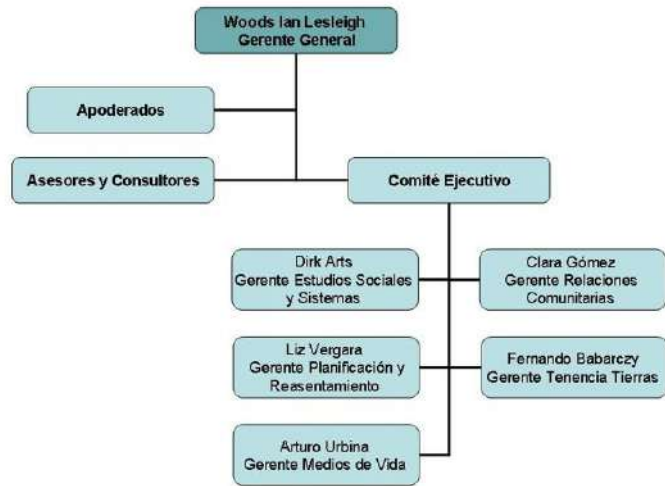 Woods Ian Lesleigh
Gerente General
Apoderados
Asesores y Consultores
Comité Ejecutivo
Dirk Arts
Gerente Estudios Sociales
y Sistemas
Clara Gómez
Gerente Relaciones
Comunitarias
Liz Vergara
Gerente Planificación y
Reasentamiento
Fernando Babarczy
Gerente Tenencia Tierras
Arturo Urbina
Gerente Medios de Vida